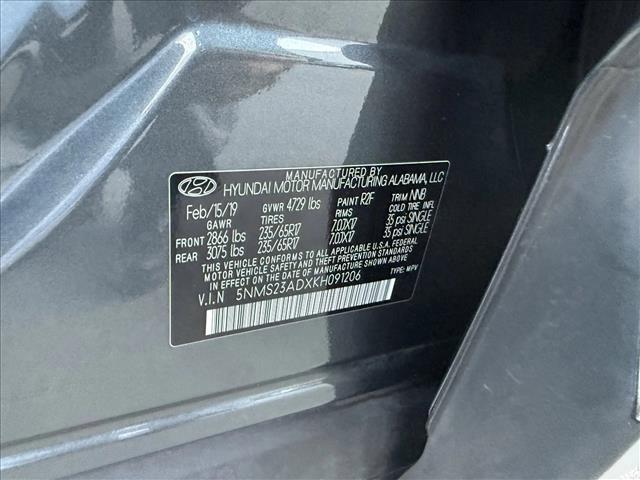 MANUFACTURED BY
HYUNDAI MOTOR MANUFACTURING ALABAMA, LLC
Feb/15/19 GVWR 4729 lbs PAINT R2F TRIM NNB
GAWR TIRES RIMS
FRONT 2866 lbs 235/65R17 7.0JX17 35 psi SINGLE
REAR 3075 lbs 235/65R17 7.0JX17 35 psi SINGLE
THIS VEHICLE CONFORMS TO ALL APPLICABLE U.S.A. FEDERAL
MOTOR VEHICLE SAFETY, BUMPER, AND THEFT PREVENTION STANDARDS
IN EFFECT ON THE DATE OF MANUFACTURE SHOWN ABOVE.
V.I.N 5NMS23ADXKH091206 TYPE: MPV